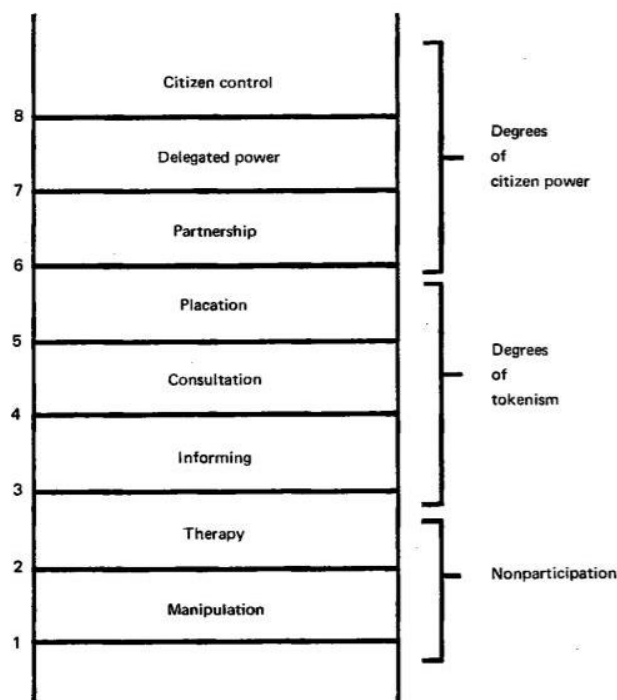 Citizen control
8
Delegated power
7
Partnership
6
Placation
5
Consultation
4
Informing
3
Therapy
2
Manipulation
1
Degrees
of
citizen power
Degrees
of
tokenism
Nonparticipation